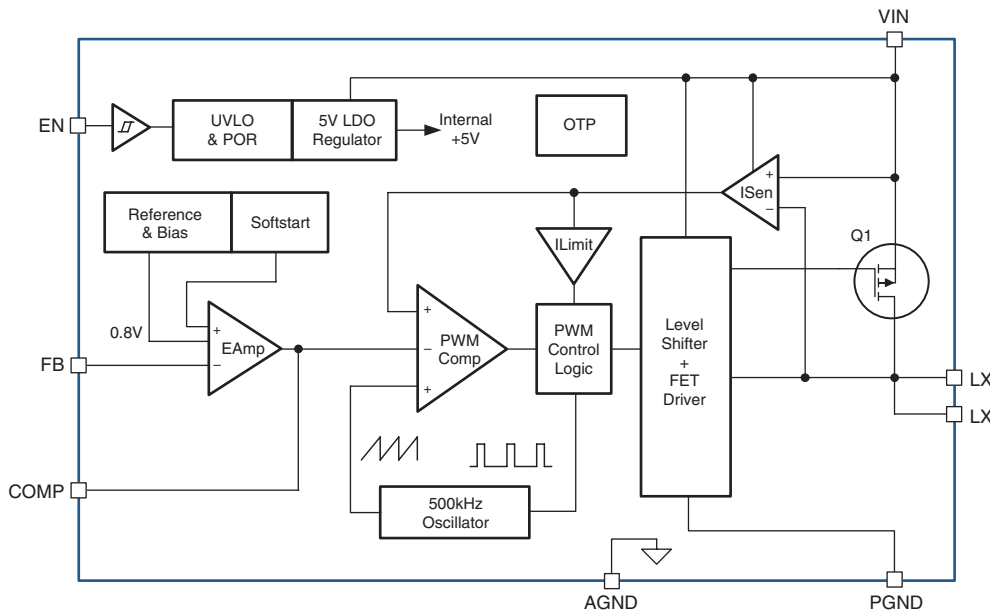 VIN
EN
UVLO
& POR
5V LDO
Regulator
Internal
+5V
OTP
+
ISen
−
Reference
& Bias
Softstart
ILimit
Q1
0.8V
+
EAmp
−
+
PWM
Comp
−
+
PWM
Control
Logic
Level
Shifter
+
FET
Driver
FB
LX
LX
COMP
500kHz
Oscillator
AGND
PGND